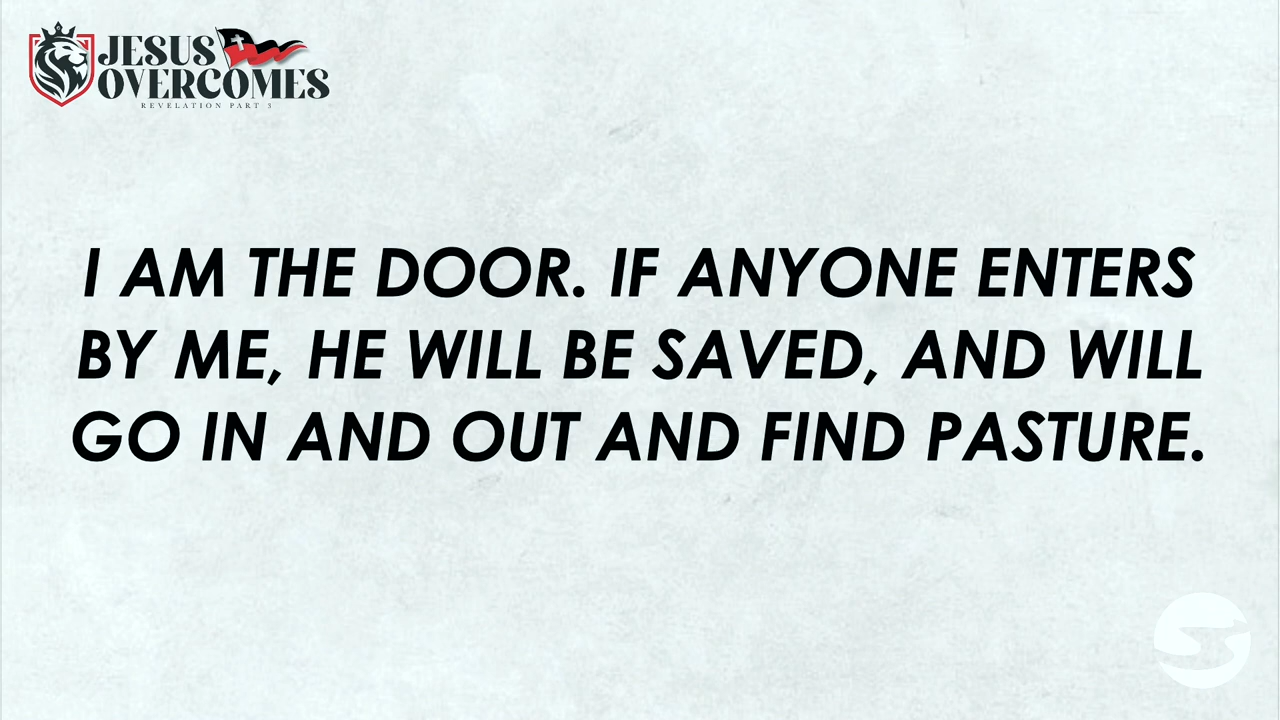 JESUS
OVERCOMES
REVELATION PART 3
I AM THE DOOR. IF ANYONE ENTERS
BY ME, HE WILL BE SAVED, AND WILL
GO IN AND OUT AND FIND PASTURE.